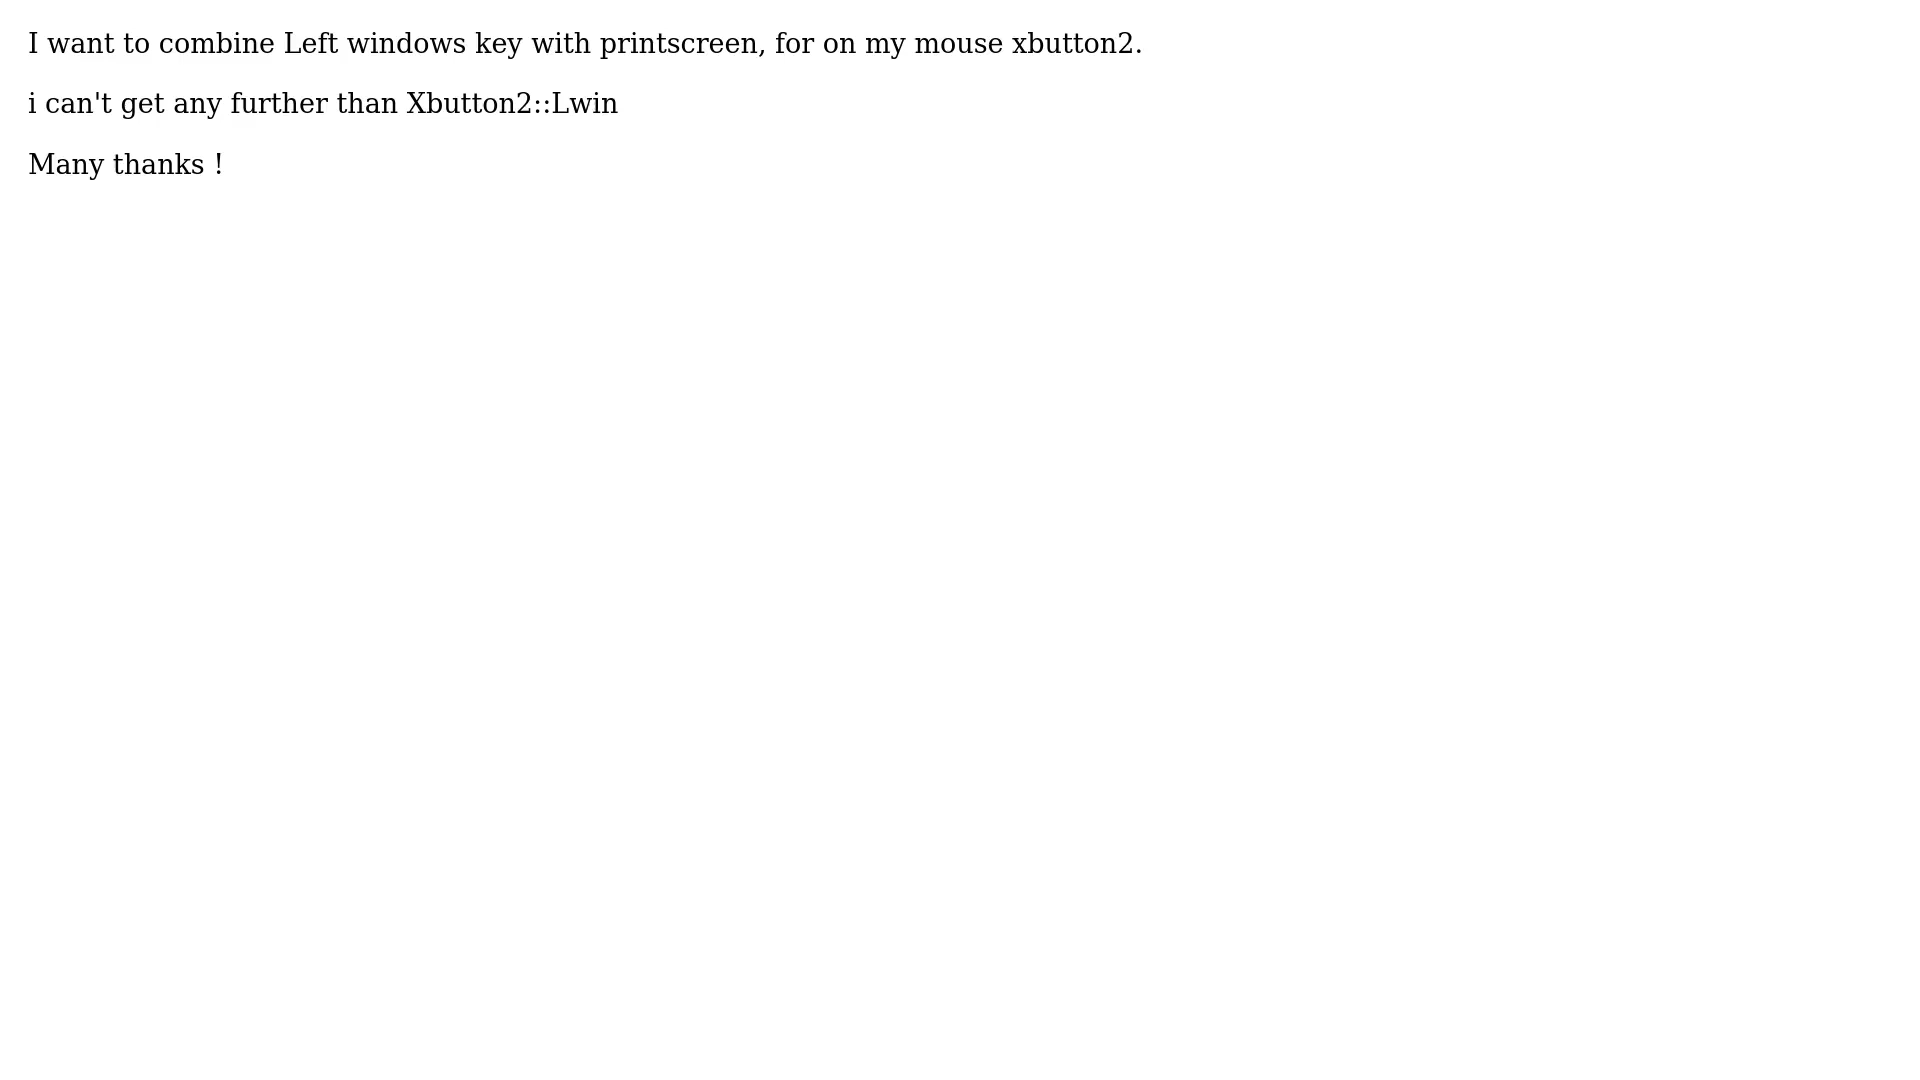 I want to combine Left windows key with printscreen, for on my mouse xbutton2.
i can't get any further than Xbutton2::Lwin
Many thanks !